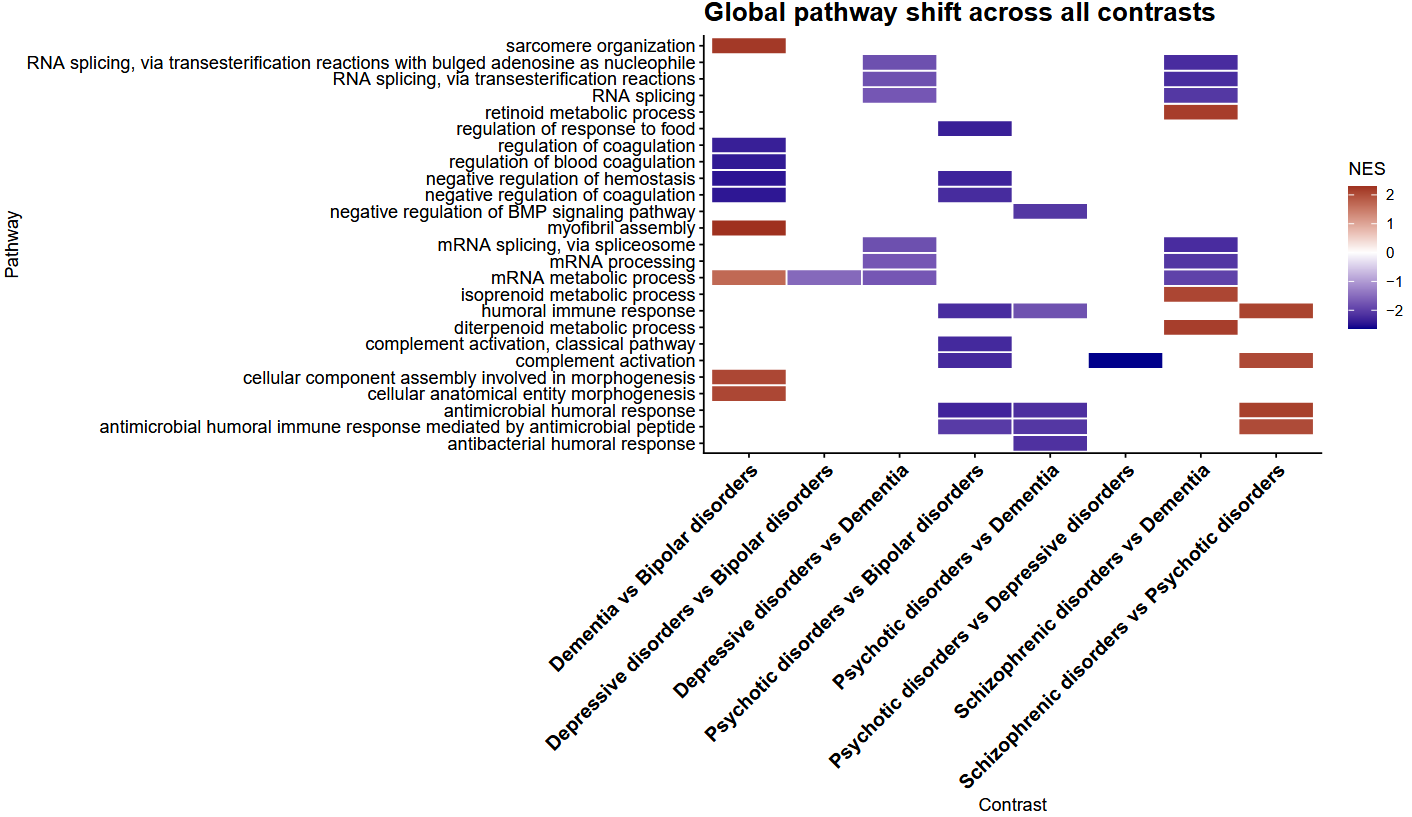 Global pathway shift across all contrasts
Pathway
sarcomere organization
RNA splicing, via transesterification reactions with bulged adenosine as nucleophile
RNA splicing, via transesterification reactions
RNA splicing
retinoid metabolic process
regulation of response to food
regulation of coagulation
regulation of blood coagulation
negative regulation of hemostasis
negative regulation of coagulation
negative regulation of BMP signaling pathway
myofibril assembly
mRNA splicing, via spliceosome
mRNA processing
mRNA metabolic process
isoprenoid metabolic process
humoral immune response
diterpenoid metabolic process
complement activation, classical pathway
complement activation
cellular component assembly involved in morphogenesis
cellular anatomical entity morphogenesis
antimicrobial humoral response
antimicrobial humoral immune response mediated by antimicrobial peptide
antibacterial humoral response
Dementia vs Bipolar disorders
Depressive disorders vs Bipolar disorders
Depressive disorders vs Dementia
Psychotic disorders vs Bipolar disorders
Psychotic disorders vs Dementia
Psychotic disorders vs Depressive disorders
Schizophrenic disorders vs Dementia
Schizophrenic disorders vs Psychotic disorders
Contrast
NES
2
1
0
−1
−2